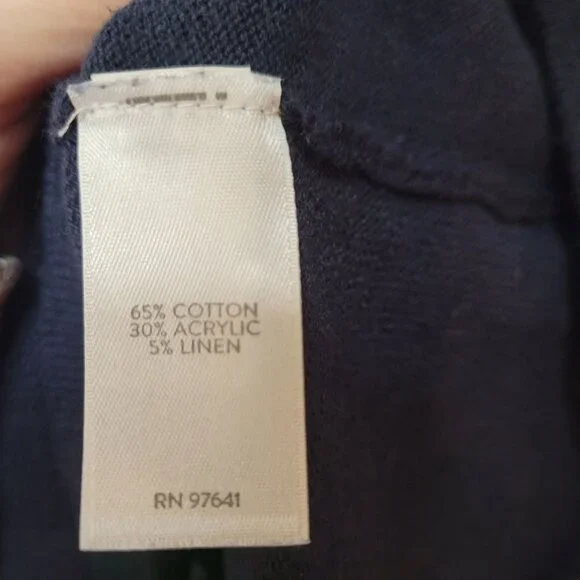 65% COTTON
30% ACRYLIC
5% LINEN
RN 97641